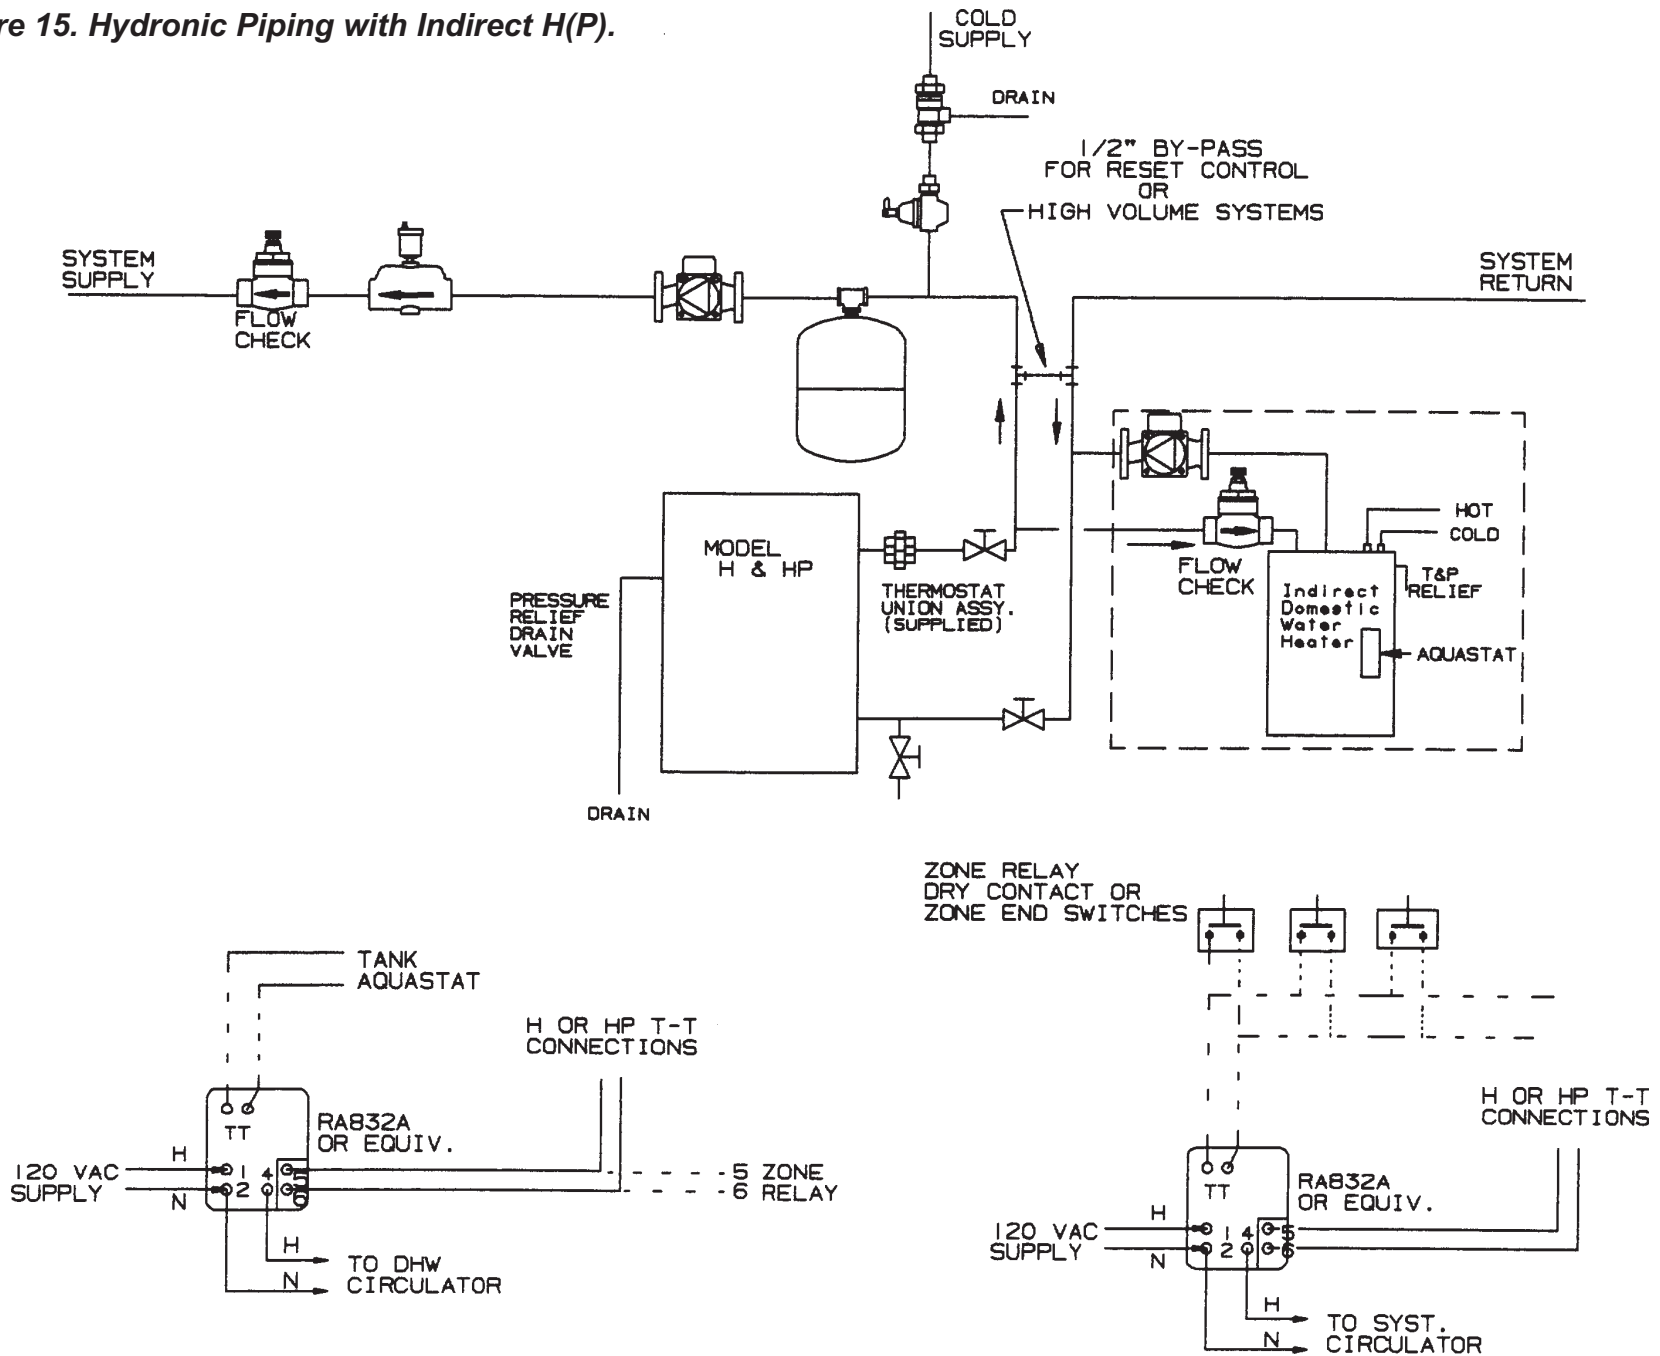 re 15. Hydronic Piping with Indirect H(P).
COLD
SUPPLY
DRAIN
1/2" BY-PASS
FOR RESET CONTROL
OR
HIGH VOLUME SYSTEMS
SYSTEM
SUPPLY
FLOW
CHECK
SYSTEM
RETURN
MODEL
H & HP
THERMOSTAT
UNION ASSY.
(SUPPLIED)
PRESSURE
RELIEF
DRAIN
VALVE
DRAIN
FLOW
CHECK
HOT
COLD
T&P
RELIEF
Indirect
Domestic
Water
Heater
AQUASTAT
ZONE RELAY
DRY CONTACT OR
ZONE END SWITCHES
TANK
AQUASTAT
H OR HP T-T
CONNECTIONS
TT
RA832A
OR EQUIV.
120 VAC
SUPPLY
H
N
1
2
4
5
6
5 ZONE
6 RELAY
H
N
TO DHW
CIRCULATOR
H OR HP T-T
CONNECTIONS
TT
RA832A
OR EQUIV.
120 VAC
SUPPLY
H
N
1
2
4
5
6
H
N
TO SYST.
CIRCULATOR